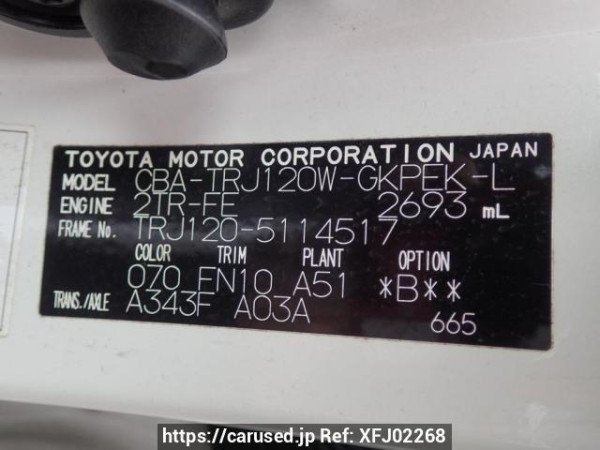 TOYOTA MOTOR CORPORATION JAPAN
MODEL CBA-TRJ120W-GKPEK-L
ENGINE 2TR-FE 2693 mL
FRAME No. TRJ120-5114517
COLOR TRIM PLANT OPTION
070 FN10 A51 *B**
TRANS./AXLE A343F A03A
665
https://carused.jp Ref: XFJ02268